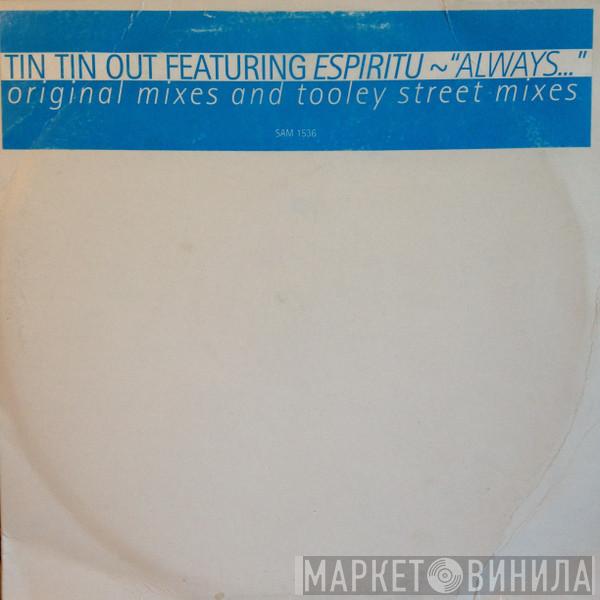 TIN TIN OUT FEATURING ESPIRITU ~ "ALWAYS..."
original mixes and tooley street mixes
SAM 1536
МАРКЕТ ВИНИЛА